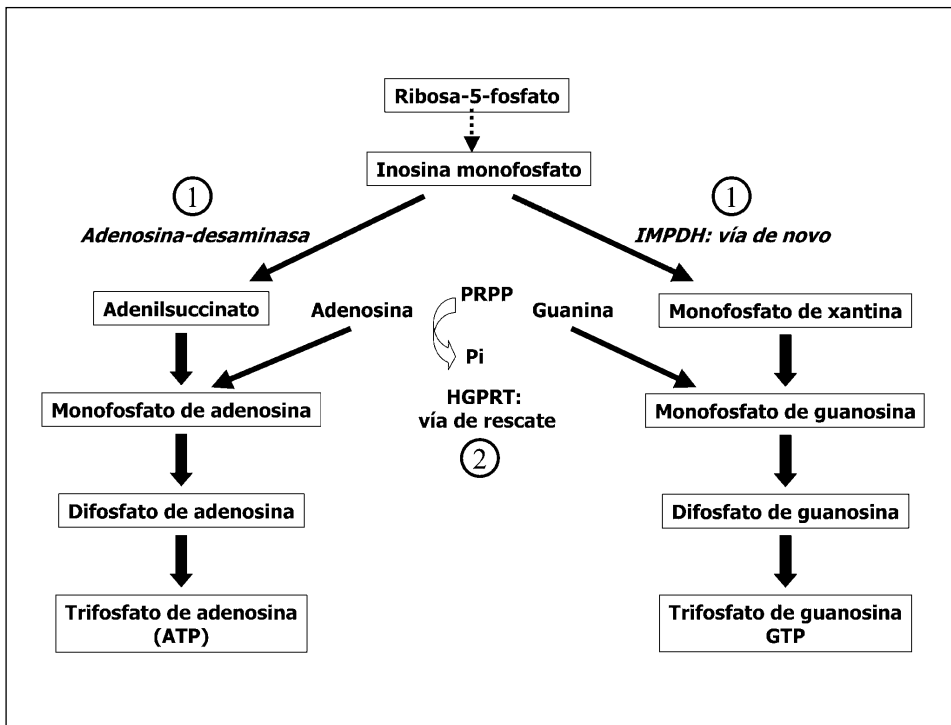 Ribosa-5-fosfato
Inosina monofosfato
1
Adenosina-desaminasa
1
IMPDH: vía de novo
Adenilsuccinato
Adenosina
PRPP
Guanina
Monofosfato de xantina
Pi
Monofosfato de adenosina
HGPRT:
vía de rescate
2
Monofosfato de guanosina
Difosfato de adenosina
Difosfato de guanosina
Trifosfato de adenosina
(ATP)
Trifosfato de guanosina
GTP